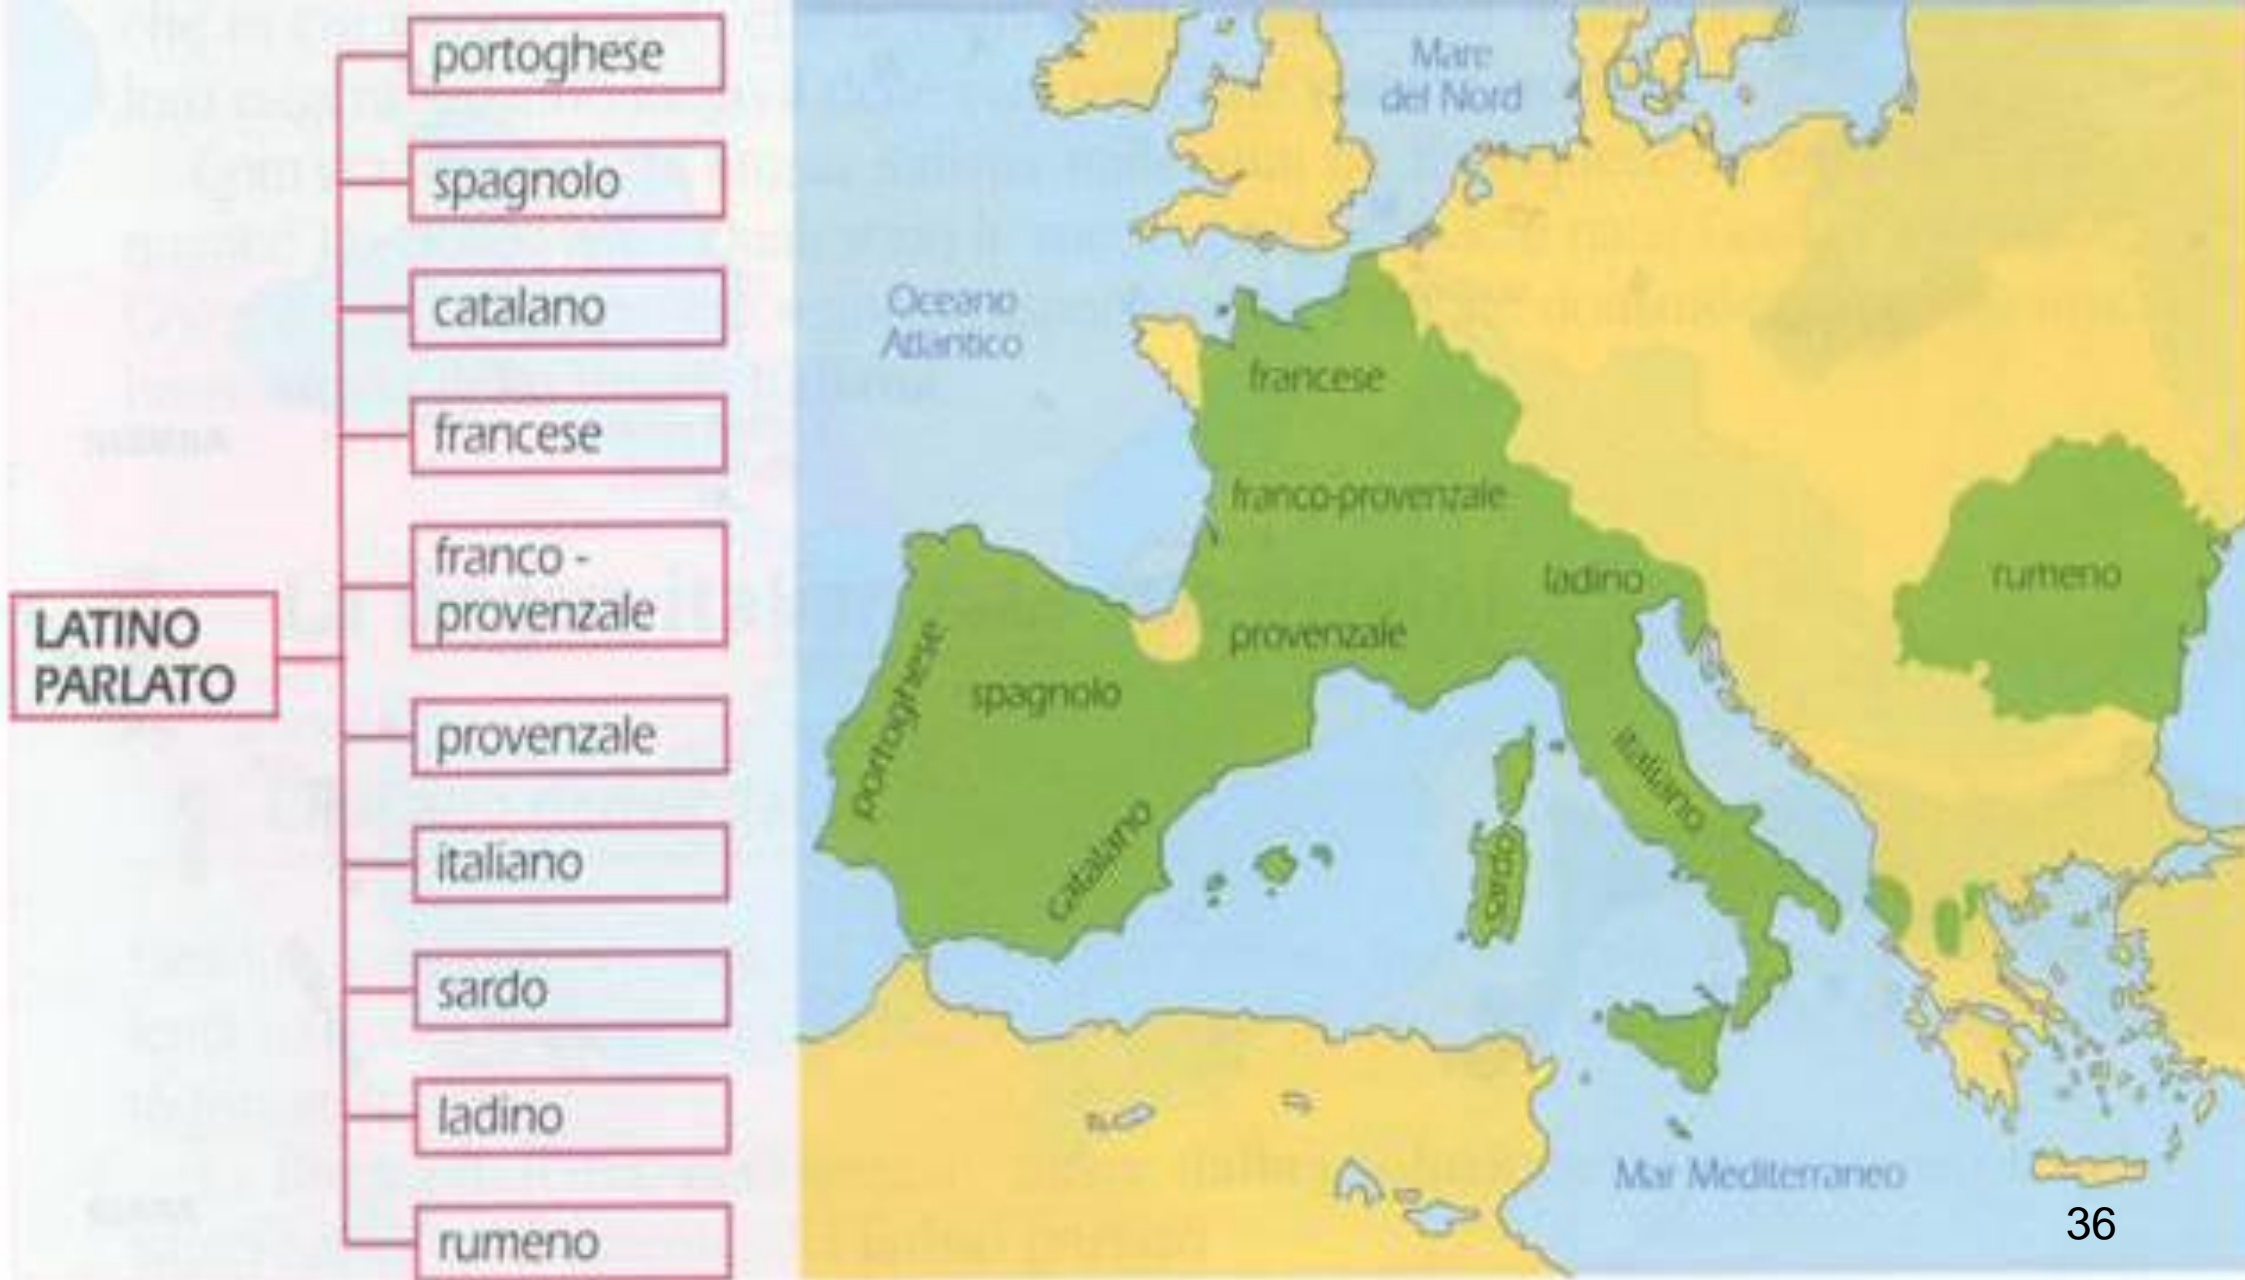 LATINO
PARLATO
portoghese
spagnolo
catalano
francese
franco -
provenzale
provenzale
italiano
sardo
ladino
rumeno
Mare
del Nord
Oceano
Atlantico
francese
franco-provenzale
ladino
rumeno
provenzale
portoghese
spagnolo
catalano
italiano
sardo
Mar Mediterraneo
36